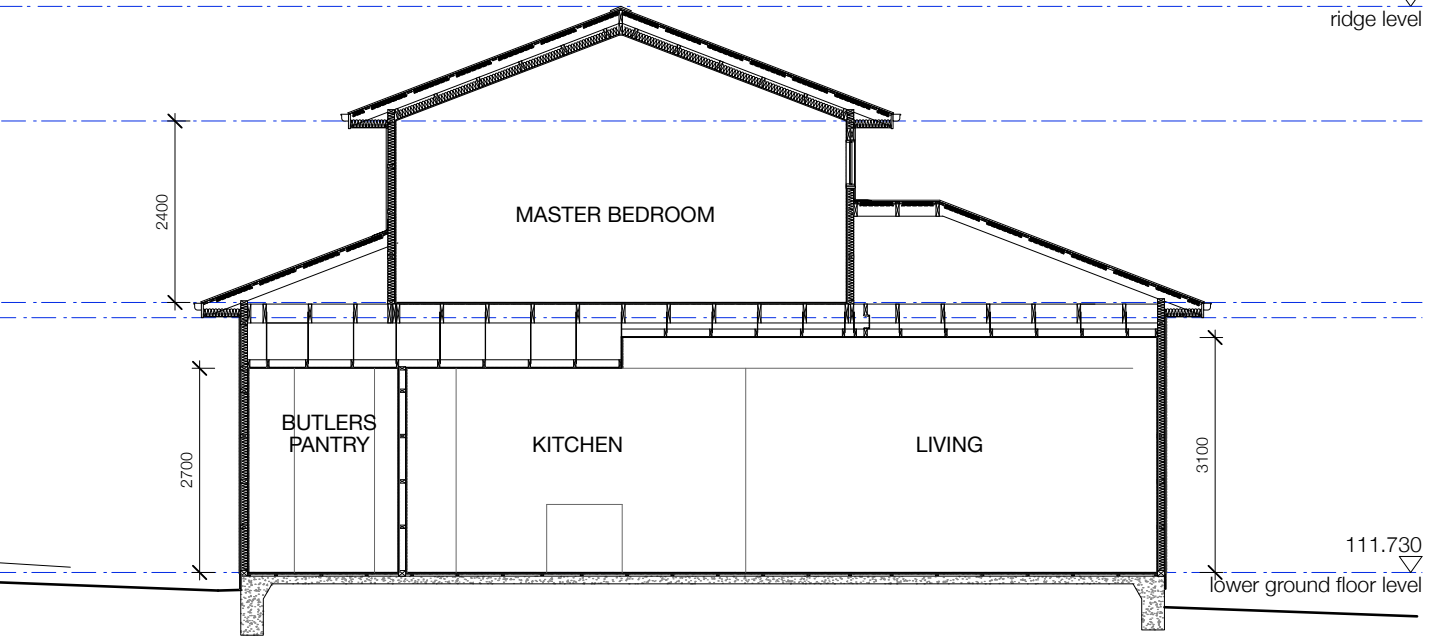 ridge level
2400
MASTER BEDROOM
BUTLERS
PANTRY
KITCHEN
LIVING
2700
3100
111.730
lower ground floor level